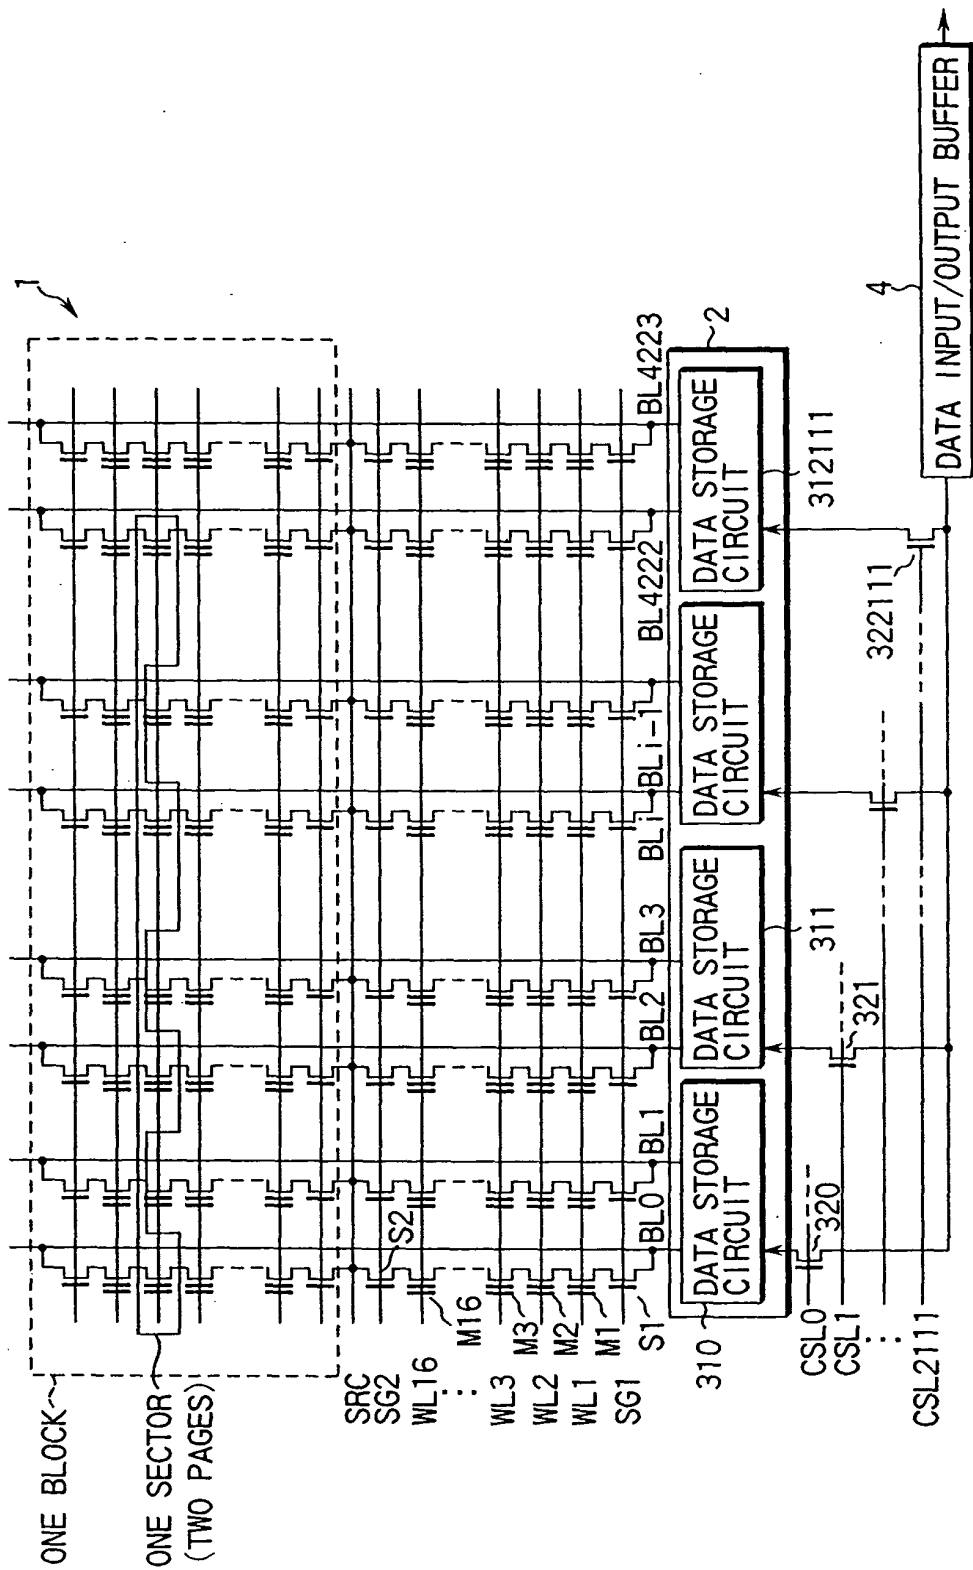 ONE BLOCK
ONE SECTOR
(TWO PAGES)
1
SRC
SG2
WL16
⋮
WL3
WL2
WL1
SG1
S2
M16
M3
M2
M1
S1
BL0
BL1
BL2
BL3
BLi
BLi-1
BL4222
BL4223
2
310
DATA STORAGE
CIRCUIT
DATA STORAGE
CIRCUIT
311
DATA STORAGE
CIRCUIT
DATA STORAGE
CIRCUIT
312111
CSL0
CSL1
⋮
CSL2111
320
321
322111
4
DATA INPUT/OUTPUT BUFFER